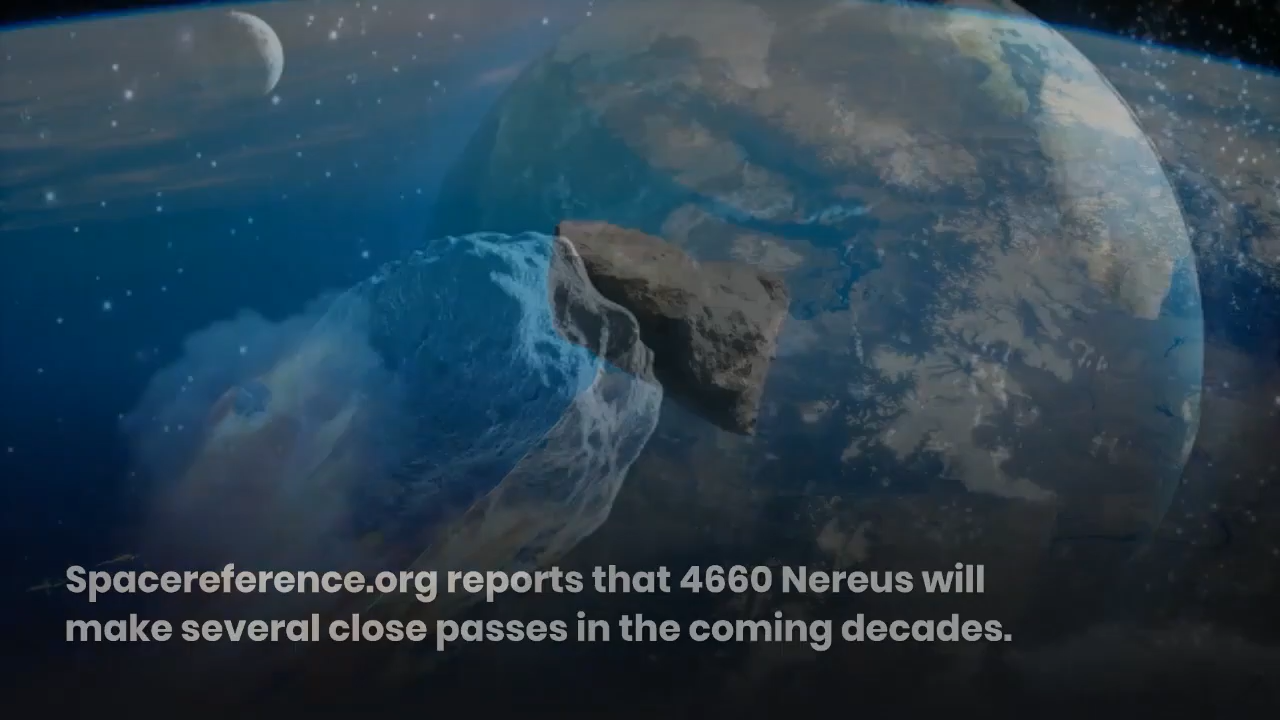 Spacereference.org reports that 4660 Nereus will
make several close passes in the coming decades.